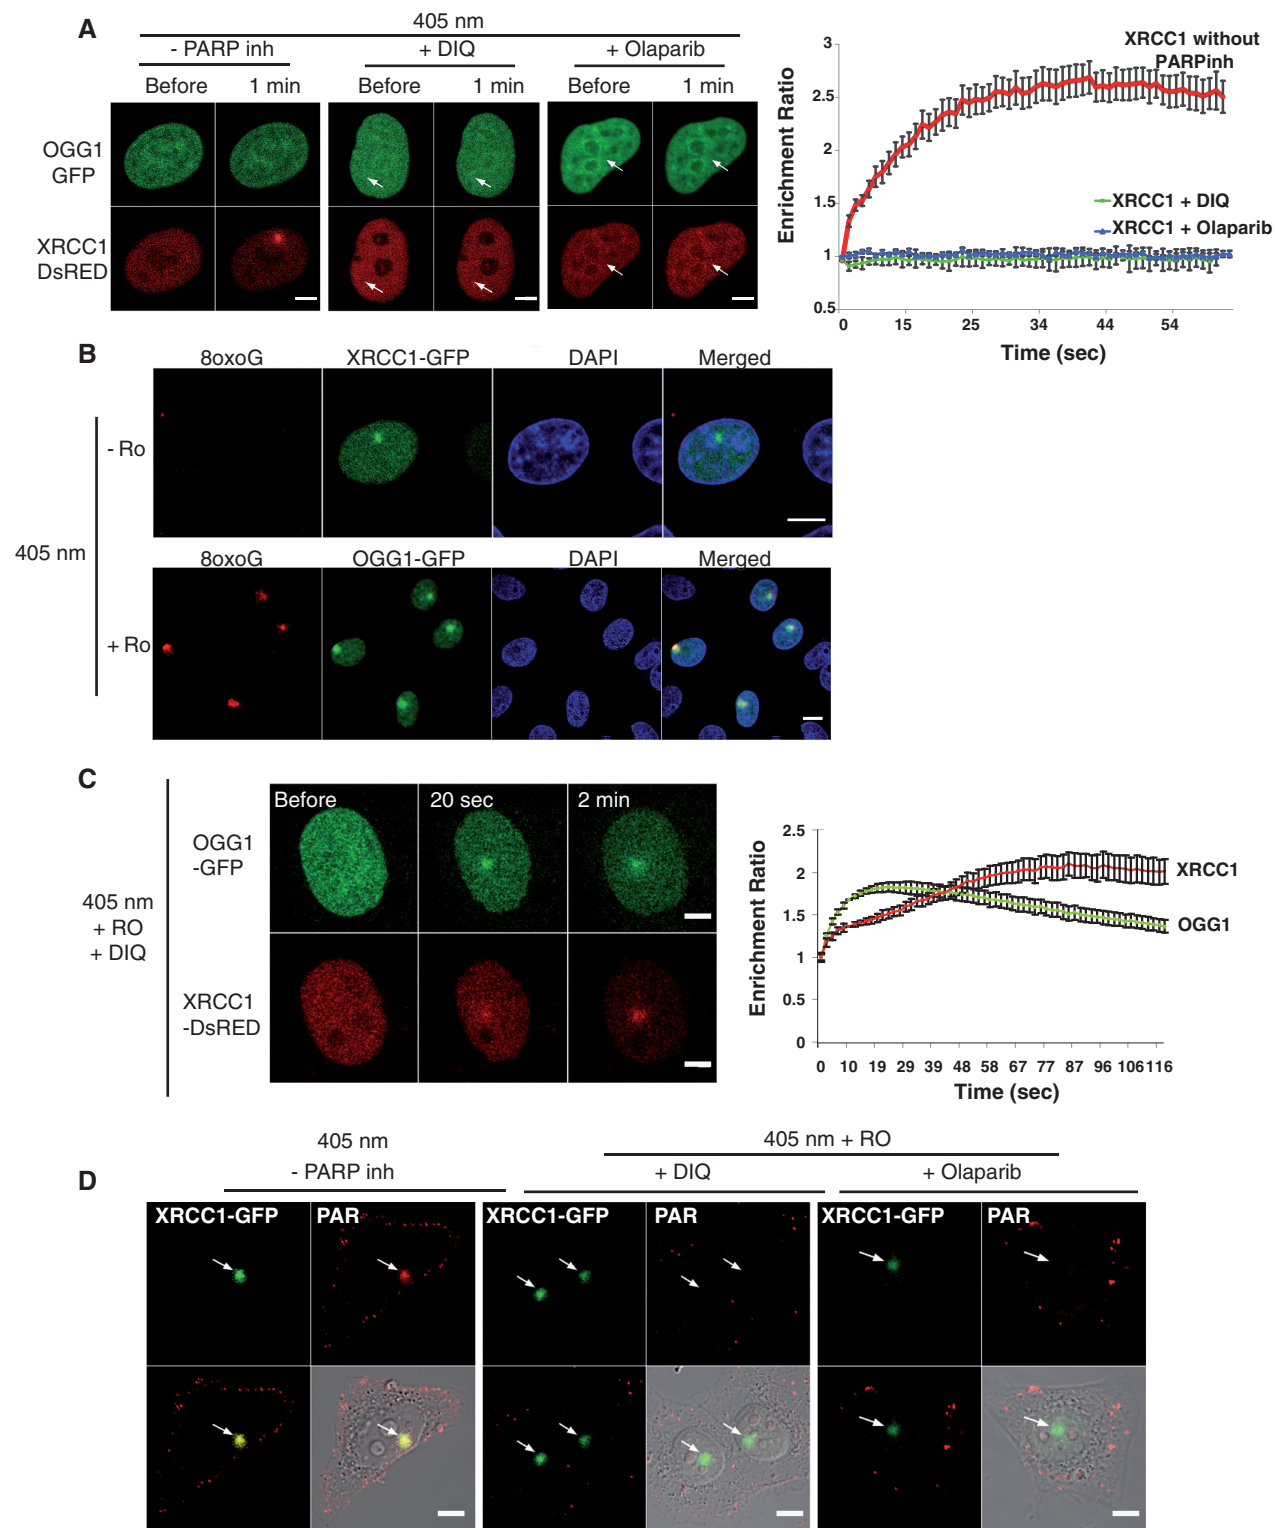 A
405 nm
- PARP inh
+ DIQ
+ Olaparib
Before
1 min
Before
1 min
Before
1 min
OGG1
GFP
XRCC1
DsRED
Enrichment Ratio
3
2.5
2
1.5
1
0.5
XRCC1 without
PARPinh
XRCC1 + DIQ
XRCC1 + Olaparib
0 15 25 34 44 54
Time (sec)
B
405 nm
- Ro
8oxoG
XRCC1-GFP
DAPI
Merged
+ Ro
8oxoG
OGG1-GFP
DAPI
Merged
C
405 nm
+ RO
+ DIQ
Before
20 sec
2 min
OGG1
-GFP
XRCC1
-DsRED
Enrichment Ratio
2.5
2
1.5
1
0.5
0
XRCC1
OGG1
0 10 19 29 39 48 58 67 77 87 96 106 116
Time (sec)
D
405 nm
- PARP inh
405 nm + RO
+ DIQ
+ Olaparib
XRCC1-GFP
PAR
XRCC1-GFP
PAR
XRCC1-GFP
PAR